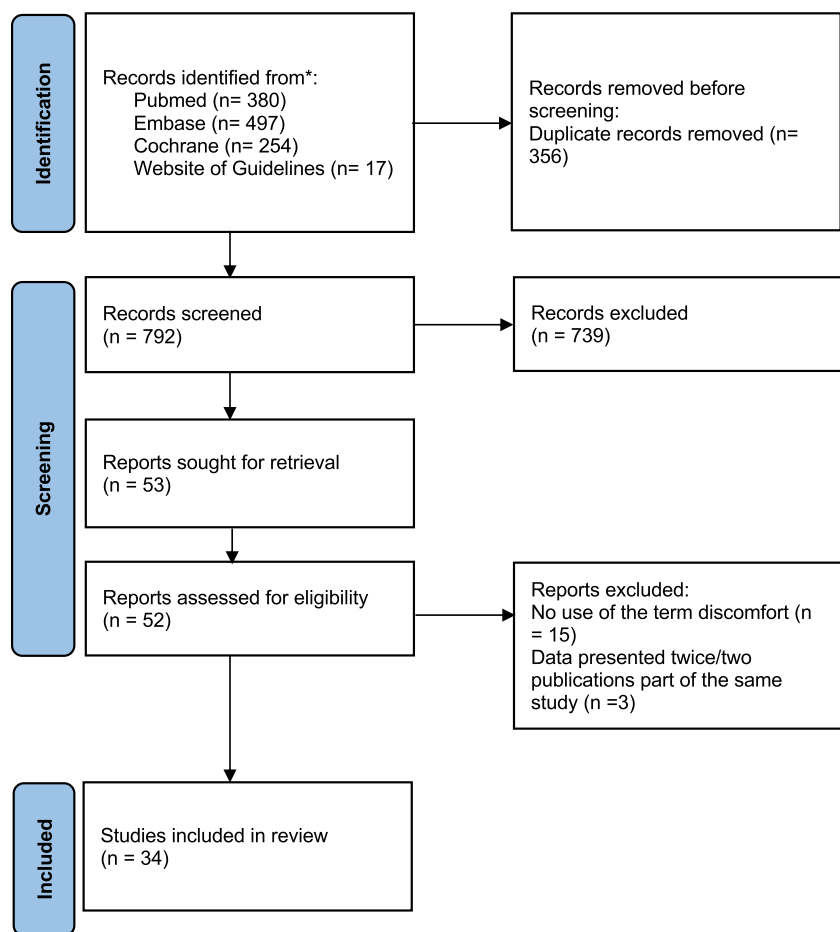 Identification
Records identified from*:
Pubmed (n= 380)
Embase (n= 497)
Cochrane (n= 254)
Website of Guidelines (n= 17)
Records removed before
screening:
Duplicate records removed (n=
356)
Screening
Records screened
(n = 792)
Records excluded
(n = 739)
Reports sought for retrieval
(n = 53)
Reports assessed for eligibility
(n = 52)
Reports excluded:
No use of the term discomfort (n
= 15)
Data presented twice/two
publications part of the same
study (n =3)
Included
Studies included in review
(n = 34)